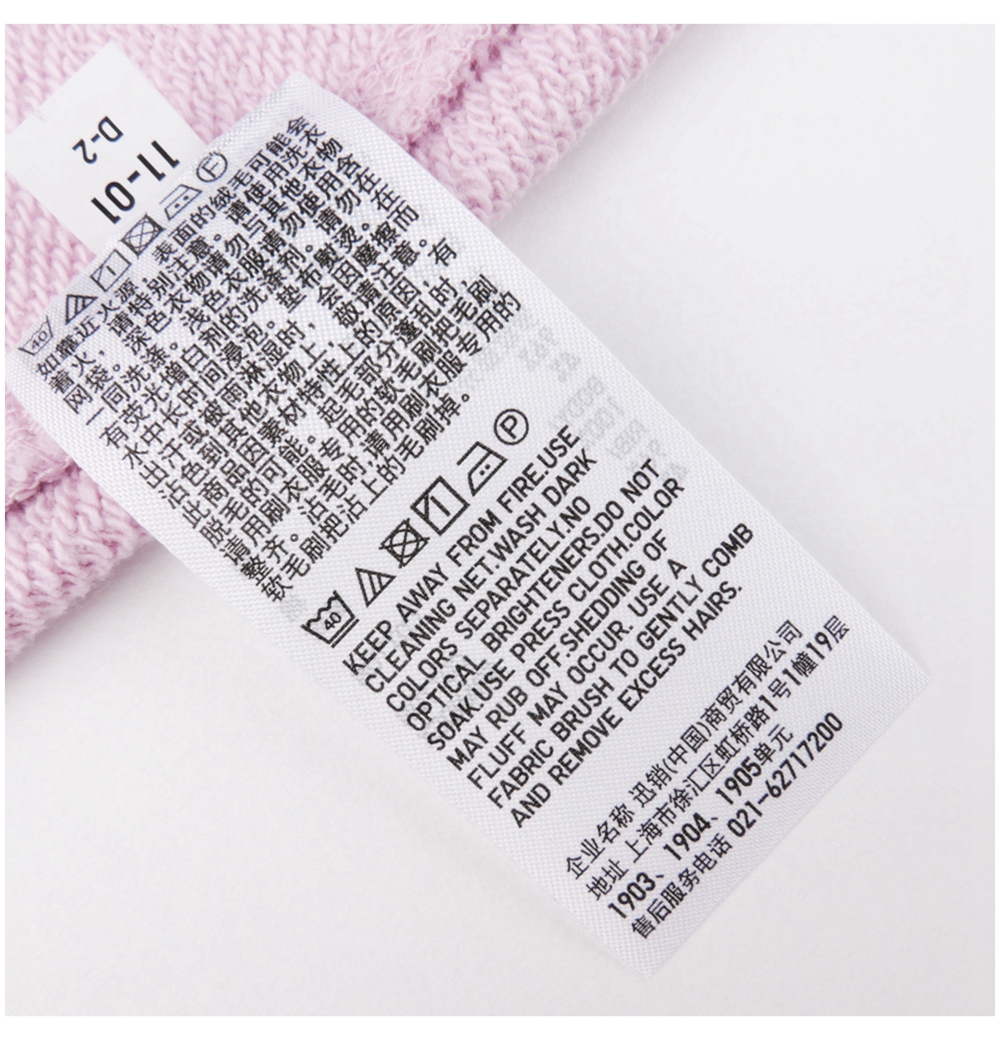 11-01
D-2
40
F
如靠近火源，表面的绒毛可能会
着火，请特别注意。请使用洗衣
网袋。深色衣物请勿与其他衣物
一同洗涤。浅色衣服请勿使用含
有荧光增白剂的洗涤剂。请勿在
水中长时间浸泡。垫布熨烫。在
出汗或被雨淋湿时，会因摩擦而
沾色到其他衣物上，敬请注意。
此商品因素材特性上的原因，有
脱毛的可能。起毛部分蓬乱时，
请用刷衣服专用的软毛刷把毛刷
整齐。沾毛时，请用刷衣服专用的
软毛刷把沾上的毛刷掉。
40
P
KEEP AWAY FROM FIRE.USE
CLEANING NET.WASH DARK
COLORS SEPARATELY.NO
OPTICAL BRIGHTENERS.DO NOT
SOAK.USE PRESS CLOTH.COLOR
MAY RUB OFF.SHEDDING OF
FLUFF MAY OCCUR. USE A
FABRIC BRUSH TO GENTLY COMB
AND REMOVE EXCESS HAIRS.
企业名称 迅销(中国)商贸有限公司
地址 上海市徐汇区虹桥路1号1幢19层
1903、1904、1905单元
售后服务电话 021-62717200